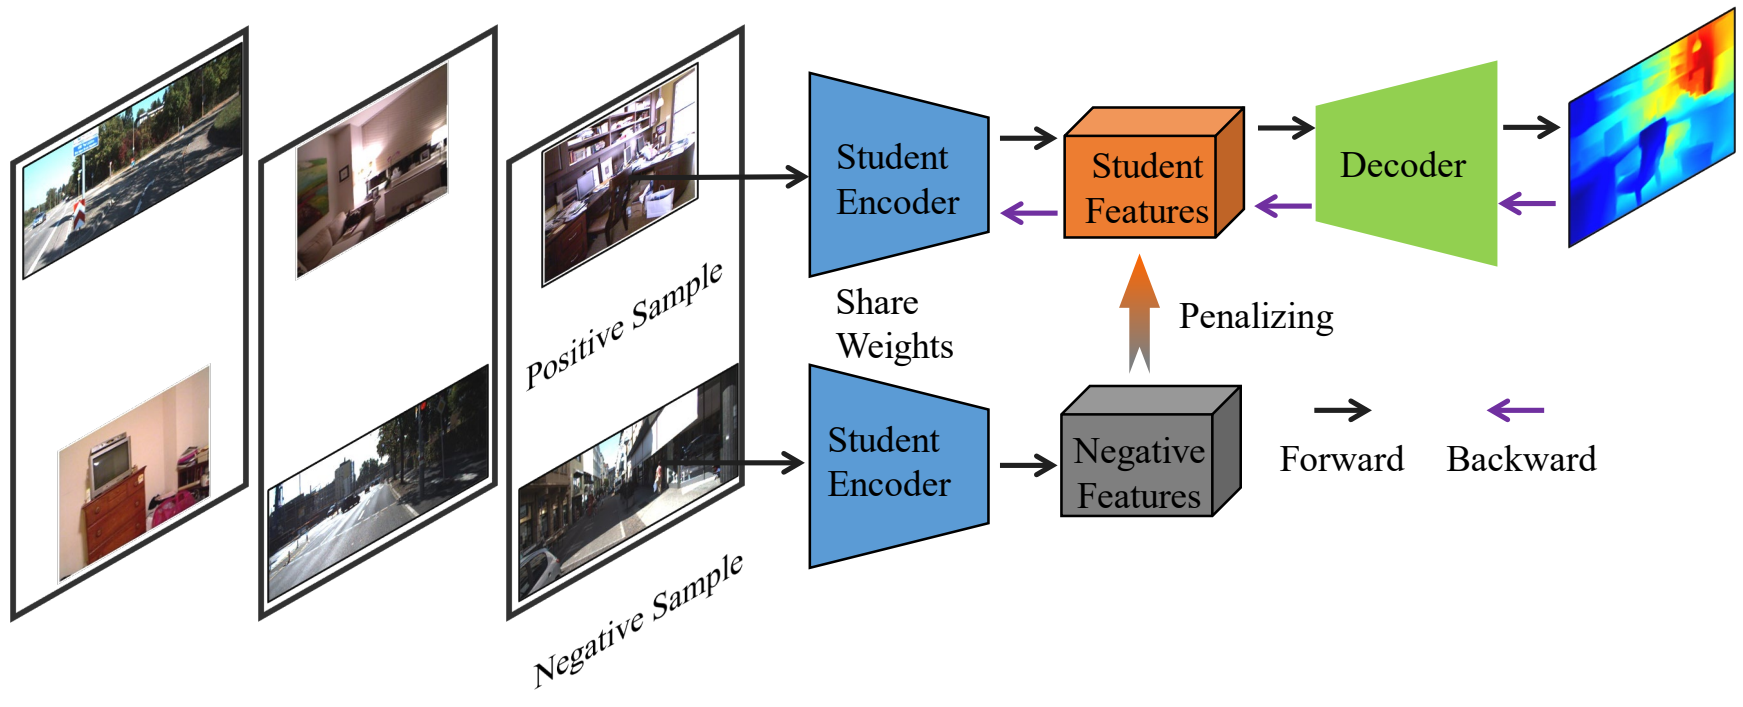 Positive Sample
Negative Sample
Student
Encoder
Share
Weights
Student
Encoder
Student
Features
Penalizing
Negative
Features
Decoder
Forward
Backward